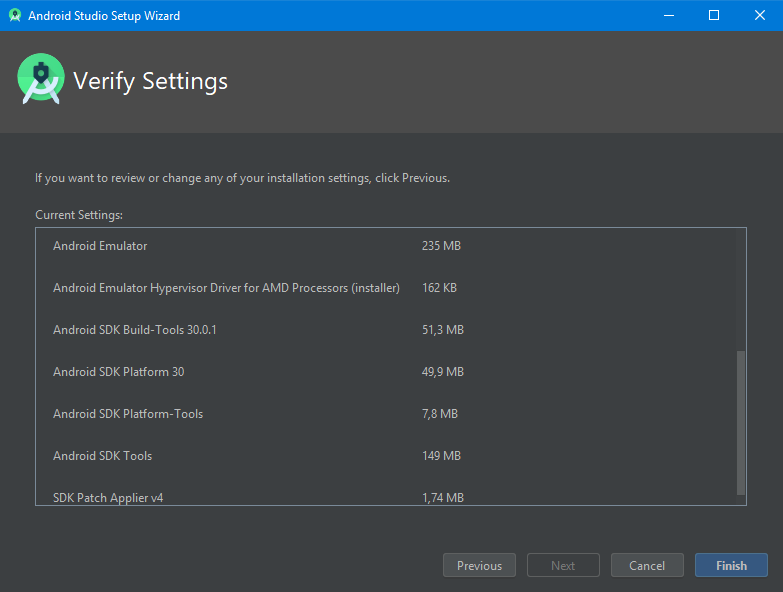 Android Studio Setup Wizard
Verify Settings
If you want to review or change any of your installation settings, click Previous.
Current Settings:
Android Emulator 235 MB
Android Emulator Hypervisor Driver for AMD Processors (installer) 162 KB
Android SDK Build-Tools 30.0.1 51,3 MB
Android SDK Platform 30 49,9 MB
Android SDK Platform-Tools 7,8 MB
Android SDK Tools 149 MB
SDK Patch Applier v4 1,74 MB
Previous Next Cancel Finish